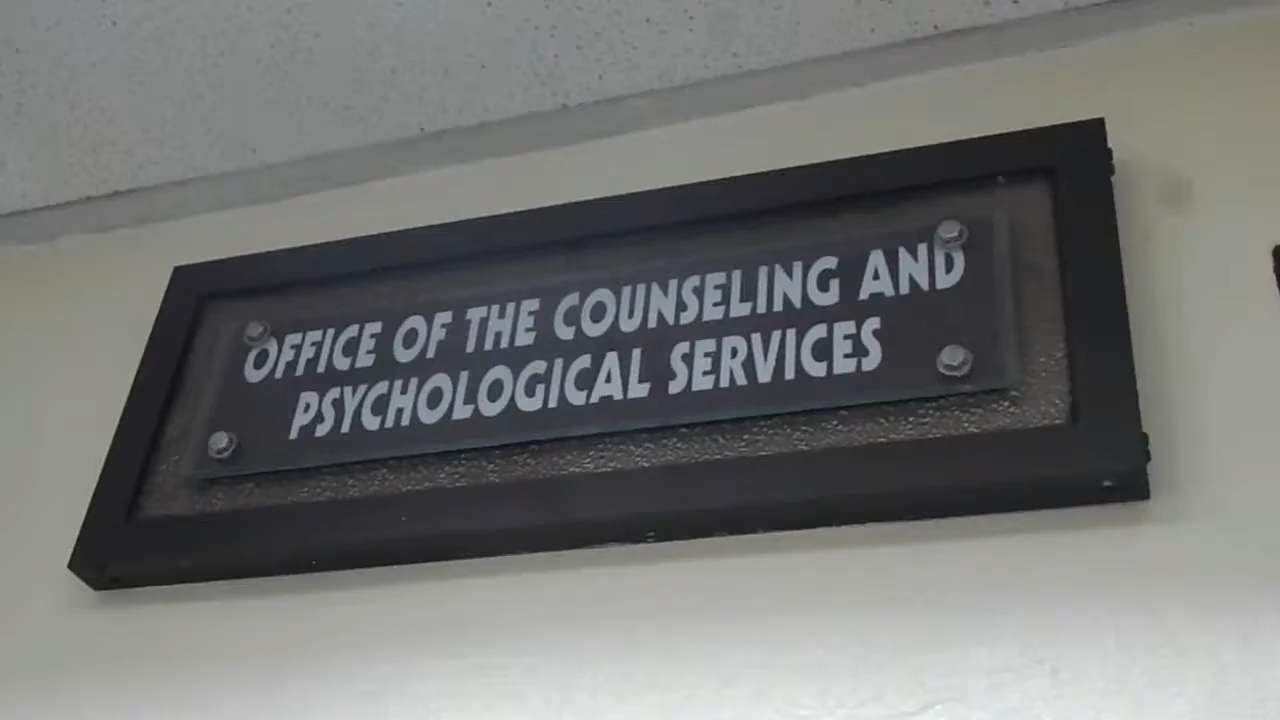 OFFICE OF THE COUNSELING AND
PSYCHOLOGICAL SERVICES